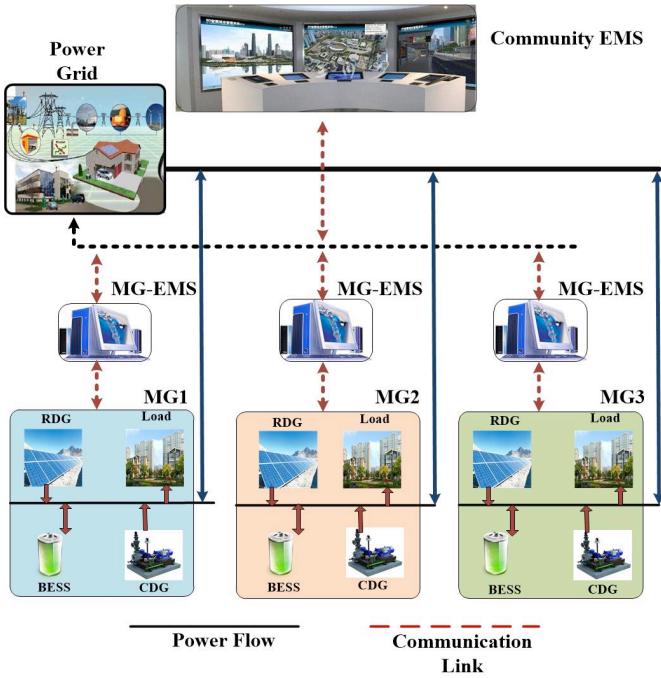 Power
Grid
Community EMS
MG-EMS
MG-EMS
MG-EMS
MG1
MG2
MG3
RDG
Load
RDG
Load
RDG
Load
BESS
CDG
BESS
CDG
BESS
CDG
Power Flow
Communication
Link